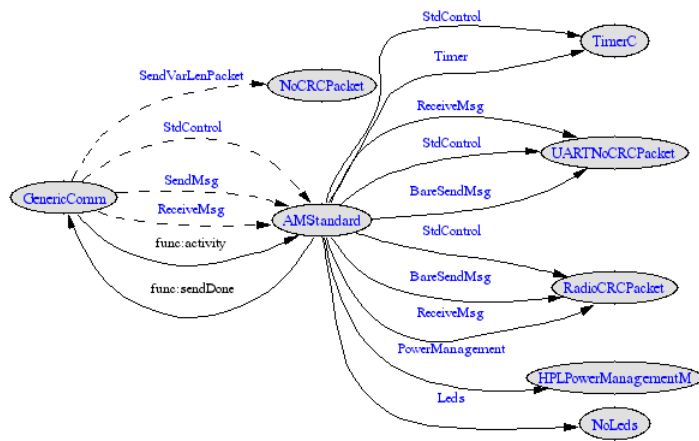 StdControl
TimerC
Timer
SendVarLenPacket
NoCRCPacket
ReceiveMsg
StdControl
StdControl
UARTNoCRCPacket
SendMsg
BareSendMsg
GenericComm
ReceiveMsg
AMStandard
StdControl
func:activity
BareSendMsg
func:sendDone
RadioCRCPacket
ReceiveMsg
PowerManagement
HPLPowerManagementM
Leds
NoLeds